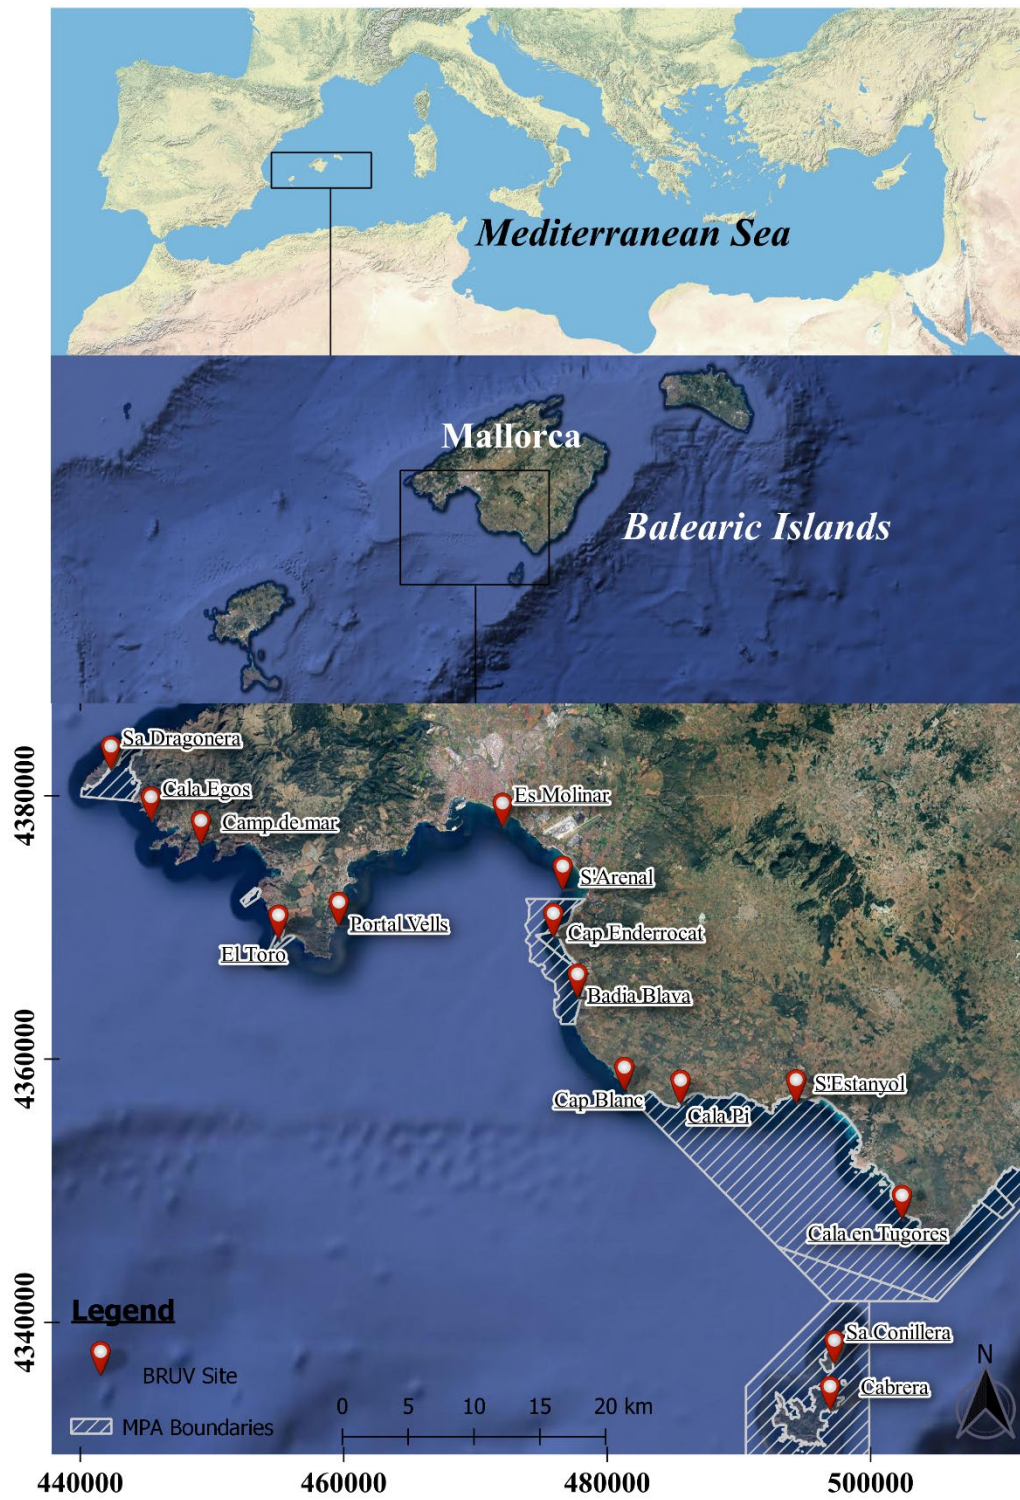 Mediterranean Sea
Mallorca
Balearic Islands
Sa Dragonera
Cala Egos
Camp de mar
Es Molinar
S'Arenal
Portal Vells
El Toro
Cap Enderrocat
Badia Blava
Cap Blanc
Cala Pi
S'Estanyol
Cala en Tugores
Sa Conillera
Cabrera
4380000
4360000
4340000
Legend
BRUV Site
MPA Boundaries
0 5 10 15 20 km
N
440000 460000 480000 500000